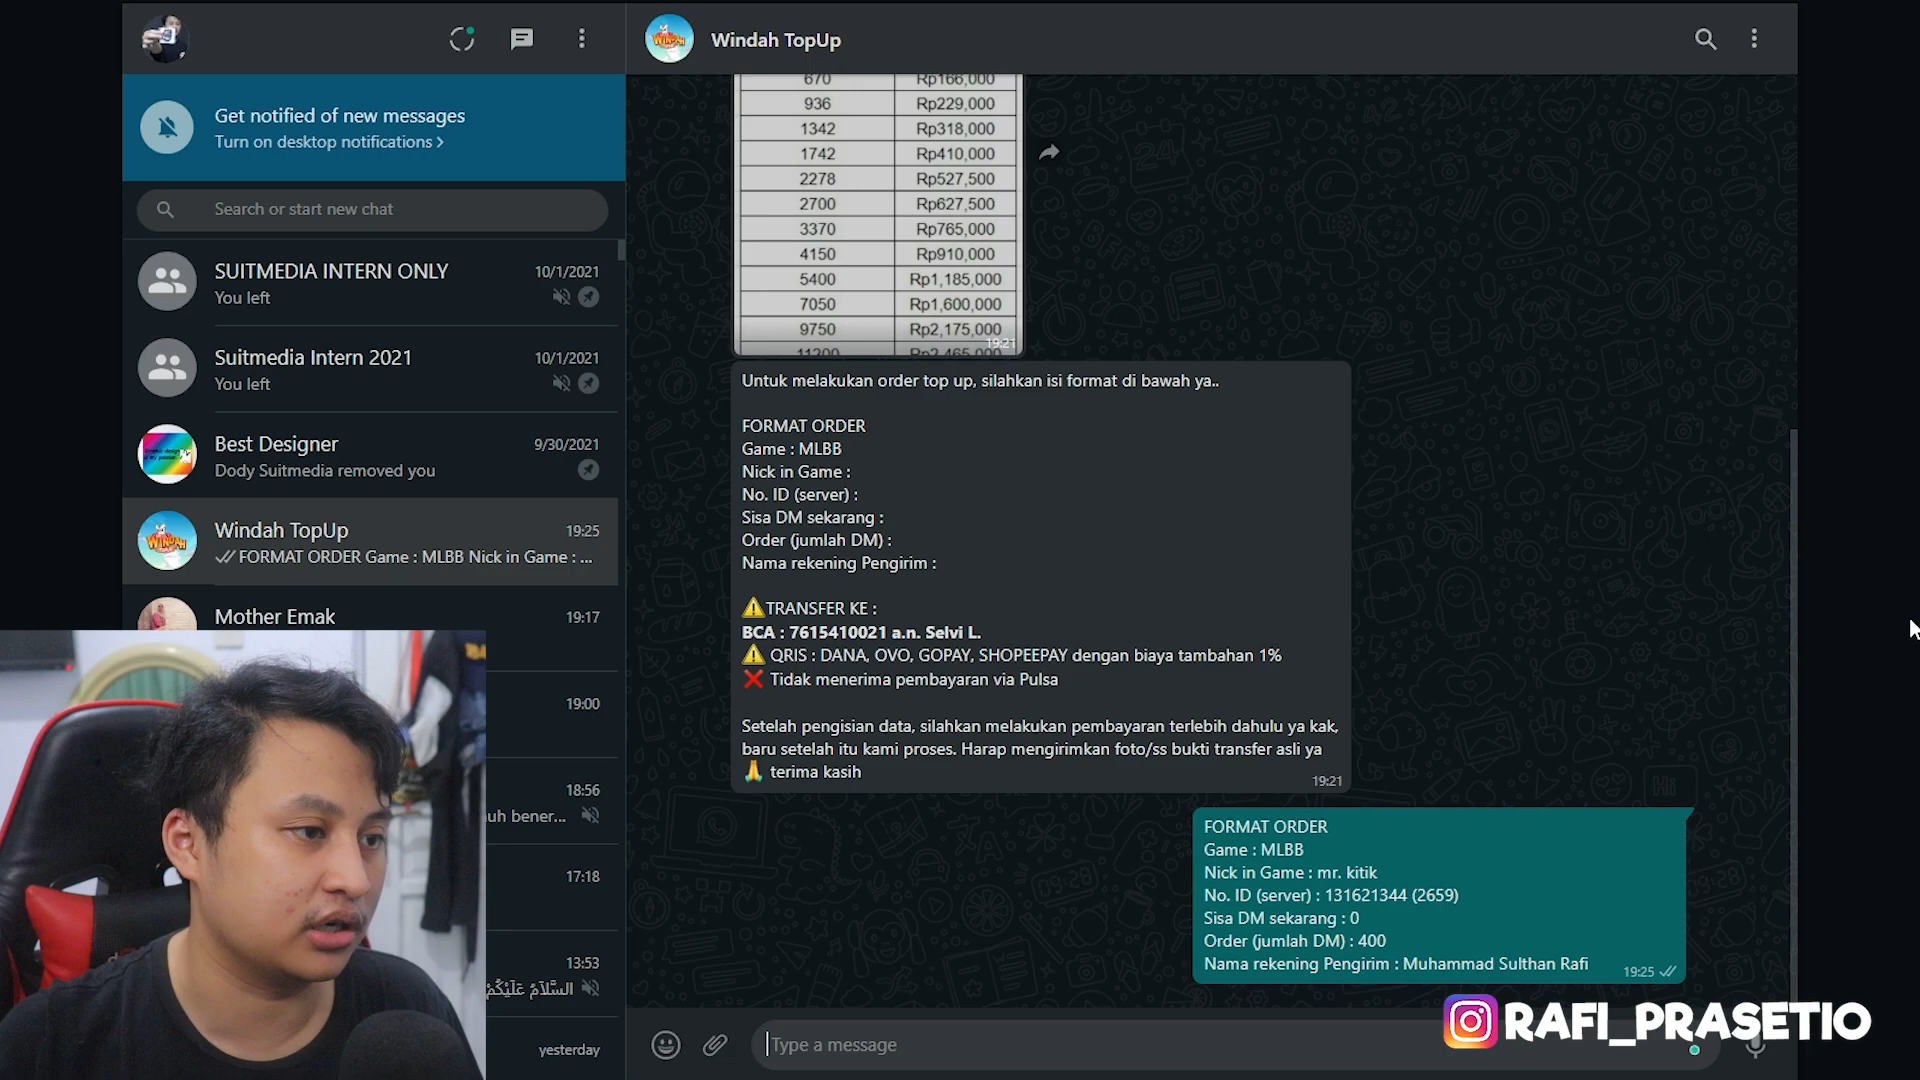 Get notified of new messages
Turn on desktop notifications >
Search or start new chat
SUITMEDIA INTERN ONLY
10/1/2021
You left
Suitmedia Intern 2021
10/1/2021
You left
Best Designer
9/30/2021
Dody Suitmedia removed you
Windah TopUp
19:25
FORMAT ORDER Game : MLBB Nick in Game : ...
Mother Emak
19:17
19:00
18:56
uh bener...
17:18
13:53
السَّلاَمُ عَلَيْكُمْ
yesterday
Windah TopUp
670 Rp166,000
936 Rp229,000
1342 Rp318,000
1742 Rp410,000
2278 Rp527,500
2700 Rp627,500
3370 Rp765,000
4150 Rp910,000
5400 Rp1,185,000
7050 Rp1,600,000
9750 Rp2,175,000
11200 Rp2,465,000
19:21
Untuk melakukan order top up, silahkan isi format di bawah ya..
FORMAT ORDER
Game : MLBB
Nick in Game :
No. ID (server) :
Sisa DM sekarang :
Order (jumlah DM) :
Nama rekening Pengirim :
TRANSFER KE :
BCA : 7615410021 a.n. Selvi L.
QRIS : DANA, OVO, GOPAY, SHOPEEPAY dengan biaya tambahan 1%
Tidak menerima pembayaran via Pulsa
Setelah pengisian data, silahkan melakukan pembayaran terlebih dahulu ya kak,
baru setelah itu kami proses. Harap mengirimkan foto/ss bukti transfer asli ya
terima kasih
19:21
FORMAT ORDER
Game : MLBB
Nick in Game : mr. kitik
No. ID (server) : 131621344 (2659)
Sisa DM sekarang : 0
Order (jumlah DM) : 400
Nama rekening Pengirim : Muhammad Sulthan Rafi
19:25
Type a message
RAFI_PRASETIO